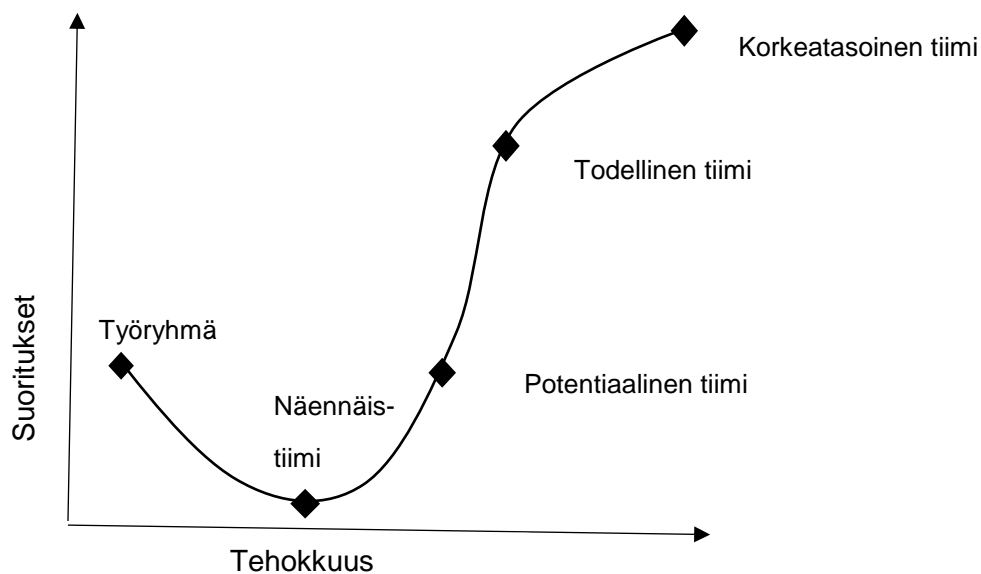 Korkeatasoinen tiimi
Todellinen tiimi
Suoritukset
Työryhmä
Potentiaalinen tiimi
Näennäis-
tiimi
Tehokkuus